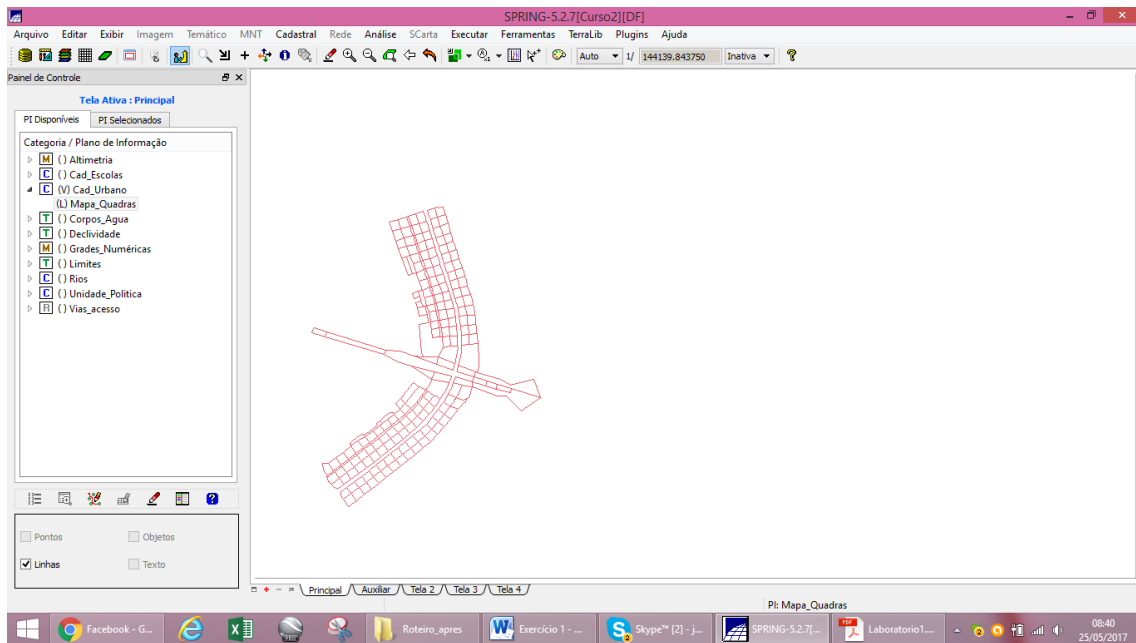 SPRING-5.2.7[Curso2][DF]
Arquivo Editar Exibir Imagem Temático MNT Cadastral Rede Análise SCarta Executar Ferramentas TerraLib Plugins Ajuda
Auto 1/ 144139.843750 Inativa
Painel de Controle
Tela Ativa : Principal
PI Disponíveis PI Selecionados
Categoria / Plano de Informação
M () Altimetria
C () Cad_Escolas
C (V) Cad_Urbano
(L) Mapa_Quadras
T () Corpos_Agua
T () Declividade
M () Grades_Numéricas
T () Limites
C () Rios
C () Unidade_Politica
R () Vias_acesso
Pontos Objetos
Linhas Texto
Principal Auxiliar Tela 2 Tela 3 Tela 4
PI: Mapa_Quadras
Facebook - G... Roteiro_apres Exercício 1 - ... Skype™ [2] - j... SPRING-5.2.7[... Laboratorio1....
08:40
25/05/2017